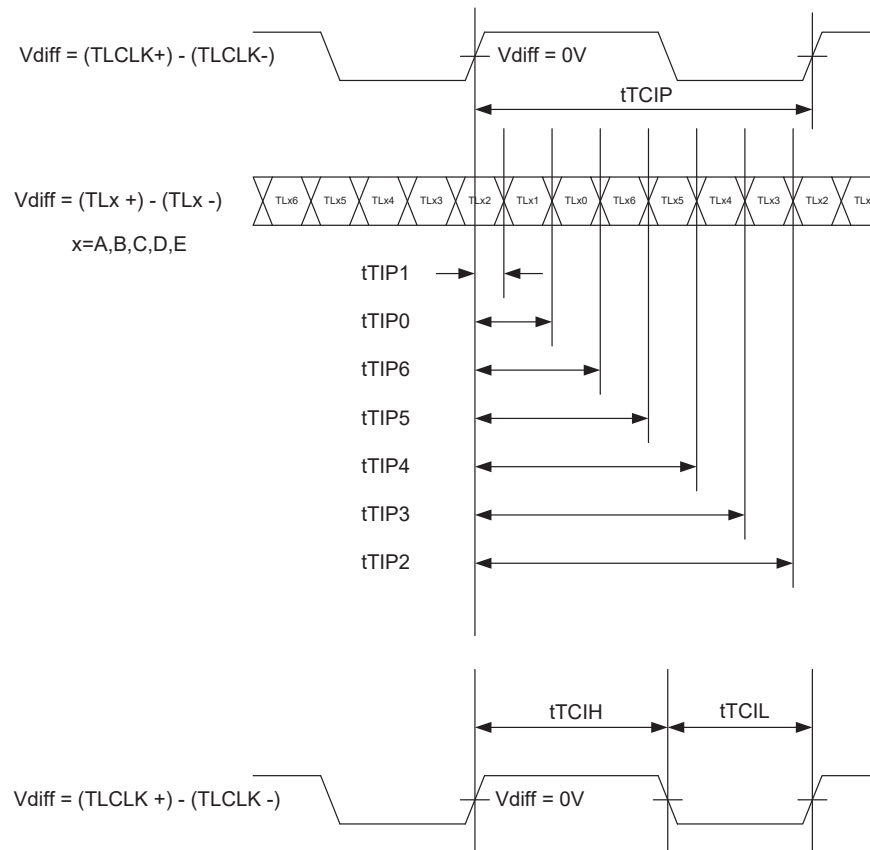 Vdiff = (TLCLK+) - (TLCLK-)
Vdiff = 0V
tTCIP
Vdiff = (TLx +) - (TLx -)
TLx6 TLx5 TLx4 TLx3 TLx2 TLx1 TLx0 TLx6 TLx5 TLx4 TLx3 TLx2 TLx
x=A,B,C,D,E
tTIP1
tTIP0
tTIP6
tTIP5
tTIP4
tTIP3
tTIP2
tTCIH tTCIL
Vdiff = (TLCLK +) - (TLCLK -)
Vdiff = 0V